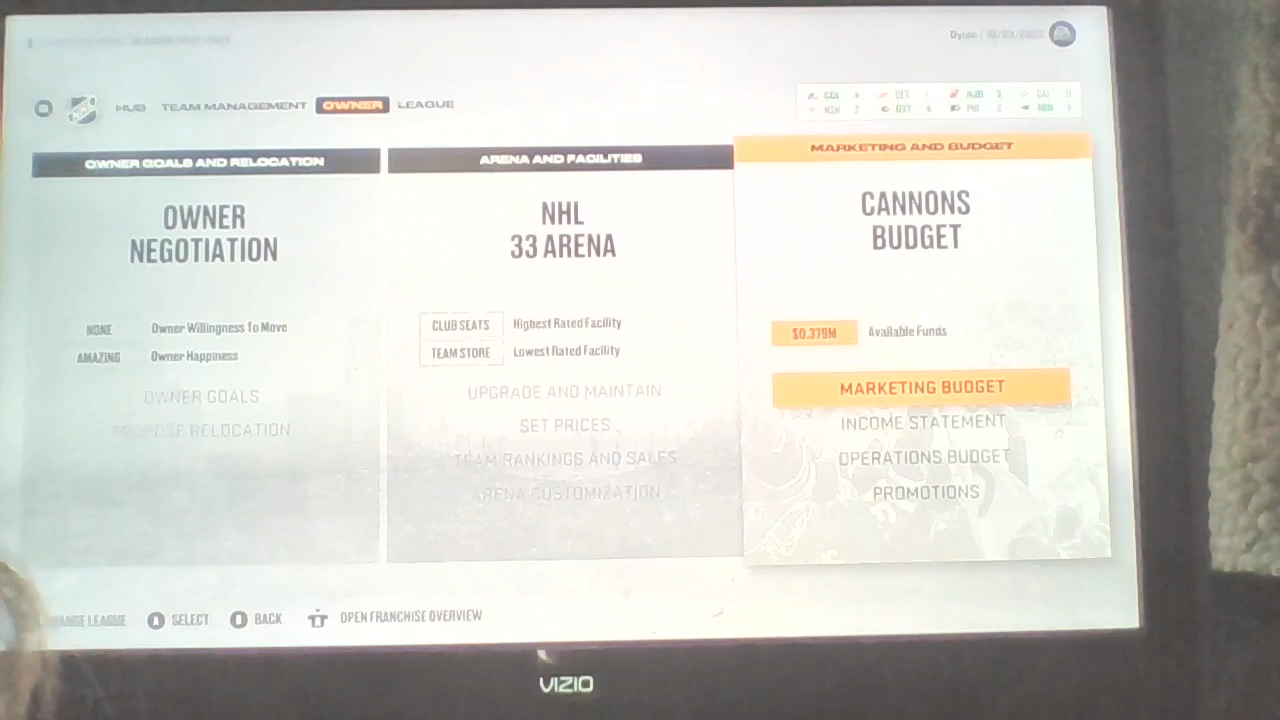 HUB TEAM MANAGEMENT OWNER LEAGUE
OWNER GOALS AND RELOCATION
OWNER
NEGOTIATION
NONE Owner Willingness To Move
AMAZING Owner Happiness
OWNER GOALS
PROPOSE RELOCATION
ARENA AND FACILITIES
NHL
33 ARENA
CLUB SEATS Highest Rated Facility
TEAM STORE Lowest Rated Facility
UPGRADE AND MAINTAIN
SET PRICES
TEAM RANKINGS AND SALES
ARENA CUSTOMIZATION
MARKETING AND BUDGET
CANNONS
BUDGET
$0.379M Available Funds
MARKETING BUDGET
INCOME STATEMENT
OPERATIONS BUDGET
PROMOTIONS
LEAGUE SELECT BACK OPEN FRANCHISE OVERVIEW
VIZIO